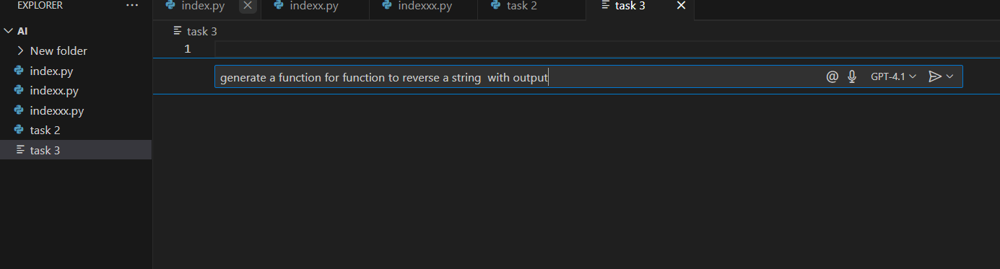 EXPLORER ...
index.py
indexx.py
indexxx.py
task 2
task 3
AI
New folder
index.py
indexx.py
indexxx.py
task 2
task 3
task 3
1
generate a function for function to reverse a string  with output
@ GPT-4.1